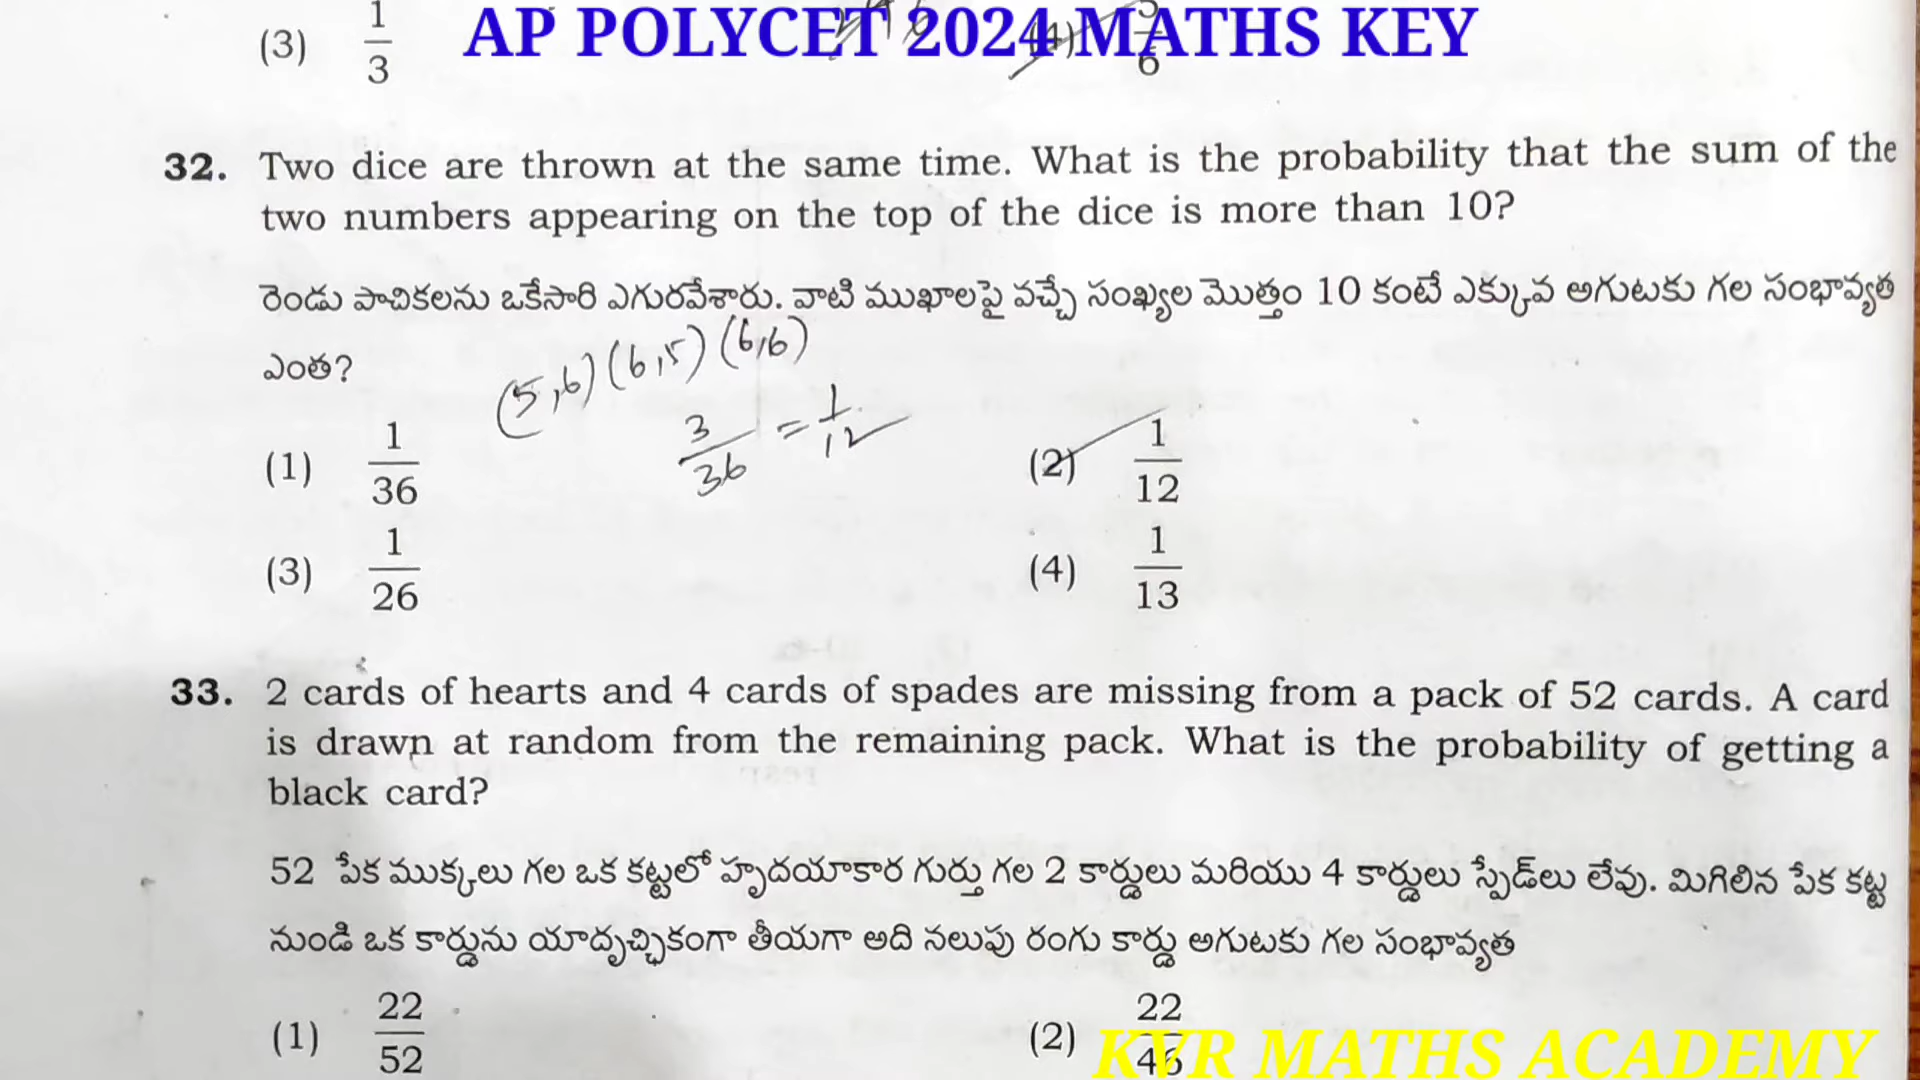 AP POLYCET 2024 MATHS KEY
(3) 1/3 (4) 5/6
32. Two dice are thrown at the same time. What is the probability that the sum of the
two numbers appearing on the top of the dice is more than 10?
రెండు పాచికలను ఒకేసారి ఎగురవేశారు. వాటి ముఖాలపై వచ్చే సంఖ్యల మొత్తం 10 కంటే ఎక్కువ అగుటకు గల సంభావ్యత
ఎంత?
(5,6) (6,5) (6,6)
3/36 = 1/12
(1) 1/36 (2) 1/12
(3) 1/26 (4) 1/13
33. 2 cards of hearts and 4 cards of spades are missing from a pack of 52 cards. A card
is drawn at random from the remaining pack. What is the probability of getting a
black card?
52 పేక ముక్కలు గల ఒక కట్టలో హృదయాకార గుర్తు గల 2 కార్డులు మరియు 4 కార్డులు స్పేడ్‌లు లేవు. మిగిలిన పేక కట్ట
నుండి ఒక కార్డును యాదృచ్ఛికంగా తీయగా అది నలుపు రంగు కార్డు అగుటకు గల సంభావ్యత
(1) 22/52 (2) 22/46
KVR MATHS ACADEMY